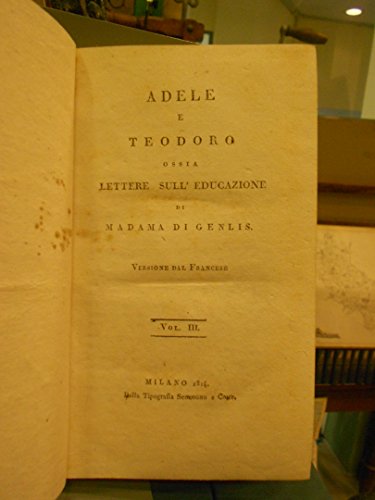 ADELE
E
TEODORO
OSSIA
LETTERE SULL' EDUCAZIONE
DI
MADAMA DI GENLIS.
VERSIONE DAL FRANCESE
VOL. III.
MILANO 1814.
Dalla Tipografia Sonzogno e Comp.